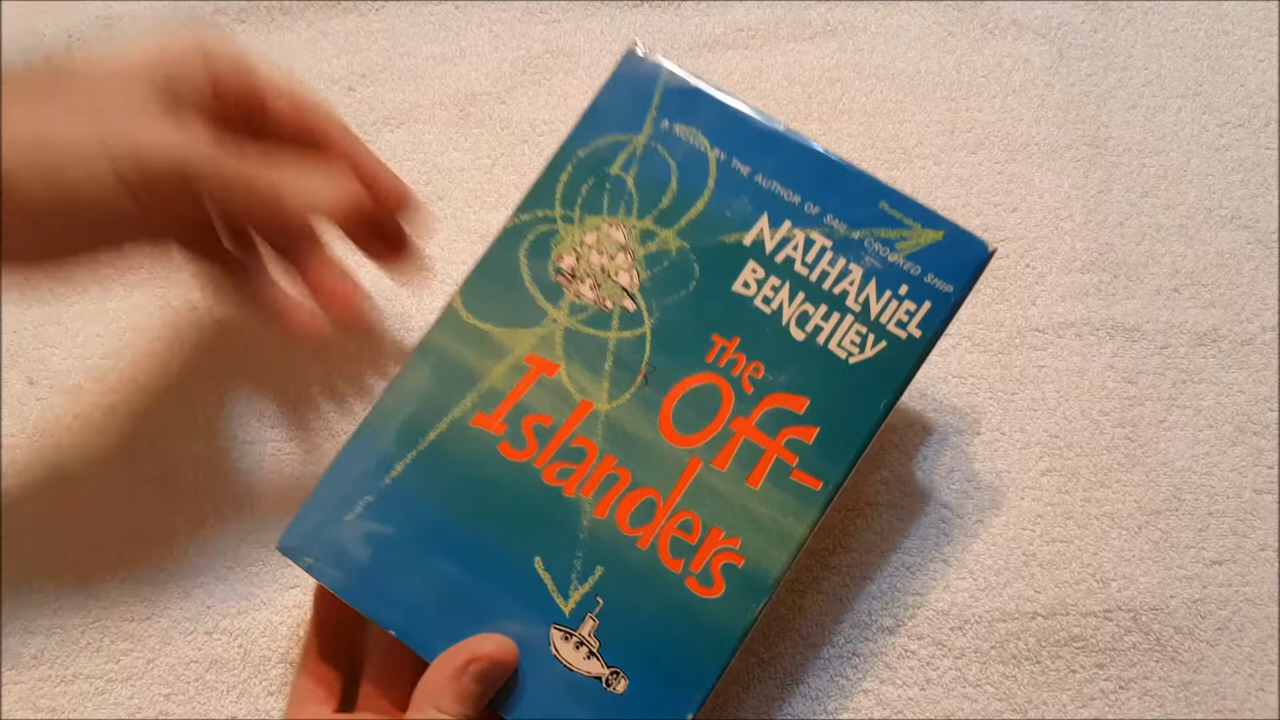 A NOVEL BY THE AUTHOR OF SAIL A CROOKED SHIP
NATHANiEL
BENCHLEY
The
Off-
Islanders